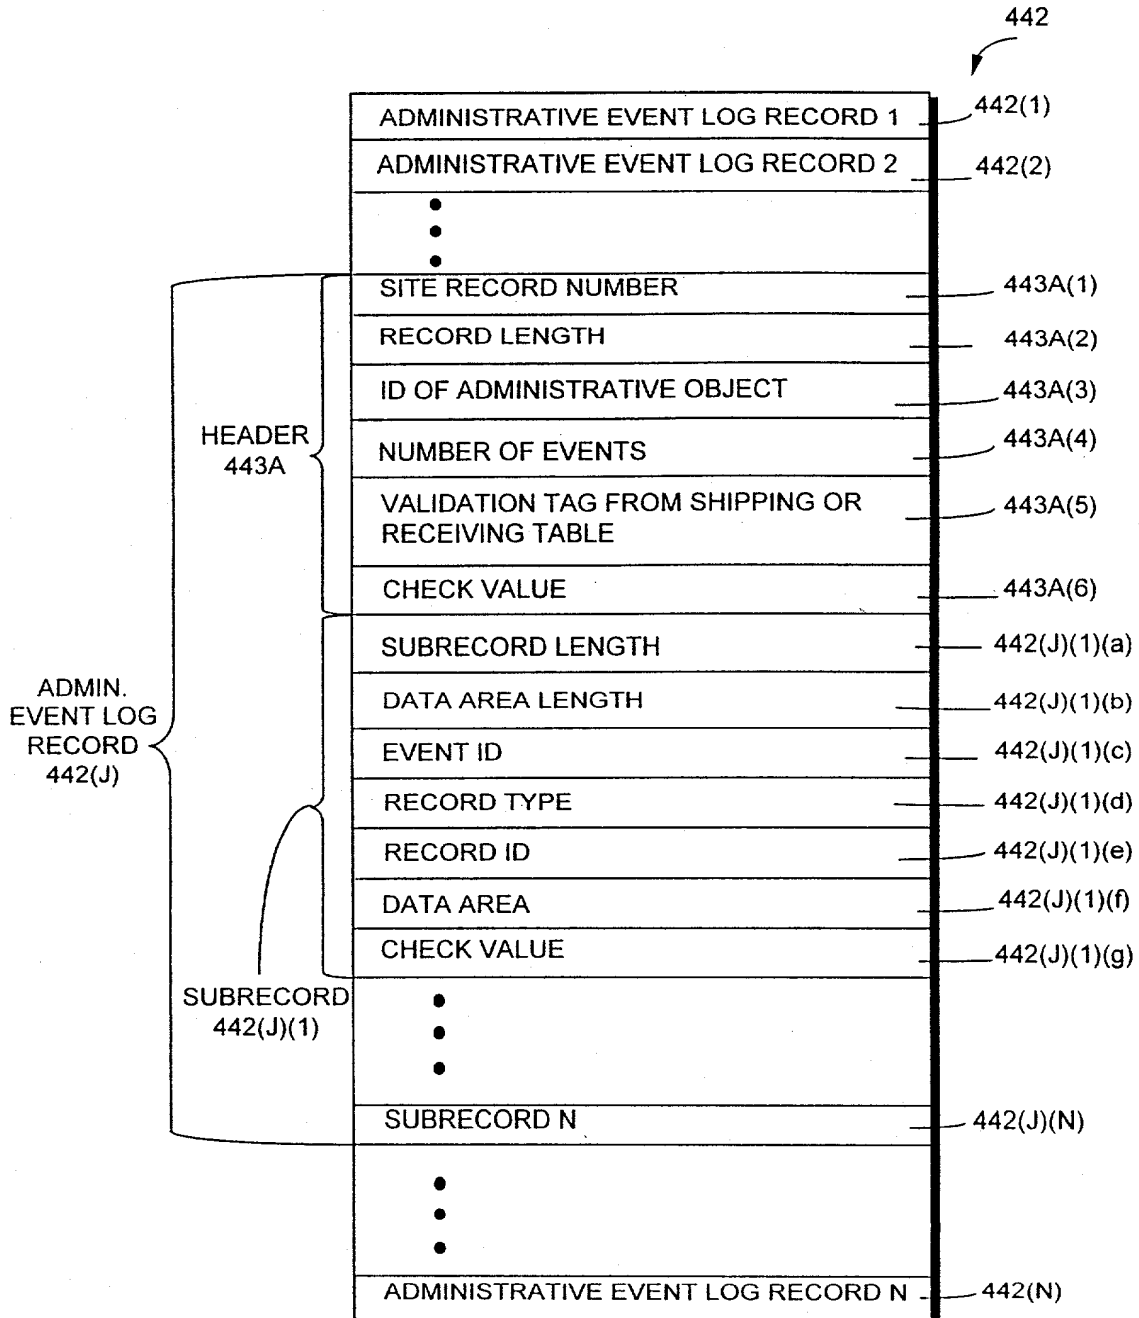 442
ADMINISTRATIVE EVENT LOG RECORD 1
442(1)
ADMINISTRATIVE EVENT LOG RECORD 2
442(2)
SITE RECORD NUMBER
443A(1)
RECORD LENGTH
443A(2)
ID OF ADMINISTRATIVE OBJECT
443A(3)
HEADER
443A
NUMBER OF EVENTS
443A(4)
VALIDATION TAG FROM SHIPPING OR
RECEIVING TABLE
443A(5)
CHECK VALUE
443A(6)
SUBRECORD LENGTH
442(J)(1)(a)
ADMIN.
EVENT LOG
RECORD
442(J)
DATA AREA LENGTH
442(J)(1)(b)
EVENT ID
442(J)(1)(c)
RECORD TYPE
442(J)(1)(d)
RECORD ID
442(J)(1)(e)
DATA AREA
442(J)(1)(f)
CHECK VALUE
442(J)(1)(g)
SUBRECORD
442(J)(1)
SUBRECORD N
442(J)(N)
ADMINISTRATIVE EVENT LOG RECORD N
442(N)